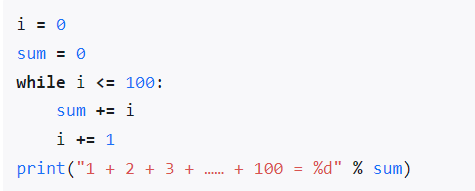 i = 0
sum = 0
while i <= 100:
    sum += i
    i += 1
print("1 + 2 + 3 + …… + 100 = %d" % sum)